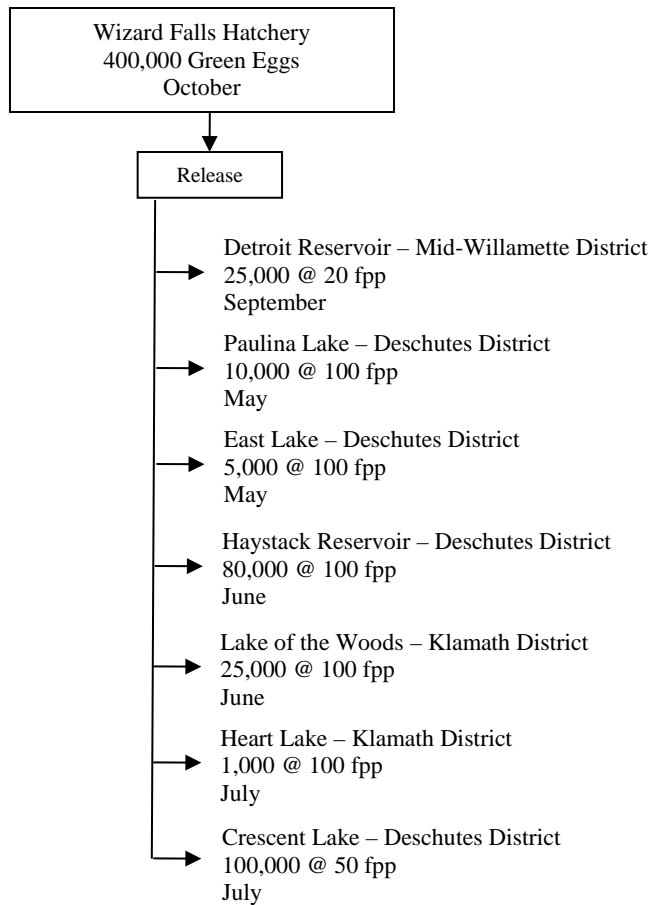 Wizard Falls Hatchery
400,000 Green Eggs
October
Release
Detroit Reservoir – Mid-Willamette District
25,000 @ 20 fpp
September
Paulina Lake – Deschutes District
10,000 @ 100 fpp
May
East Lake – Deschutes District
5,000 @ 100 fpp
May
Haystack Reservoir – Deschutes District
80,000 @ 100 fpp
June
Lake of the Woods – Klamath District
25,000 @ 100 fpp
June
Heart Lake – Klamath District
1,000 @ 100 fpp
July
Crescent Lake – Deschutes District
100,000 @ 50 fpp
July